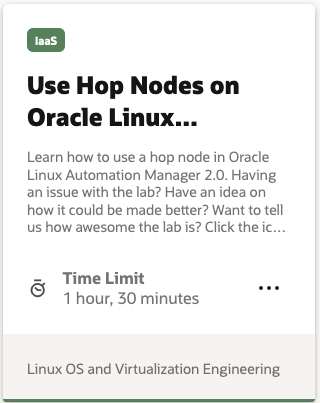 IaaS
Use Hop Nodes on
Oracle Linux...
Learn how to use a hop node in Oracle
Linux Automation Manager 2.0. Having
an issue with the lab? Have an idea on
how it could be made better? Want to tell
us how awesome the lab is? Click the ic...
Time Limit
1 hour, 30 minutes
Linux OS and Virtualization Engineering